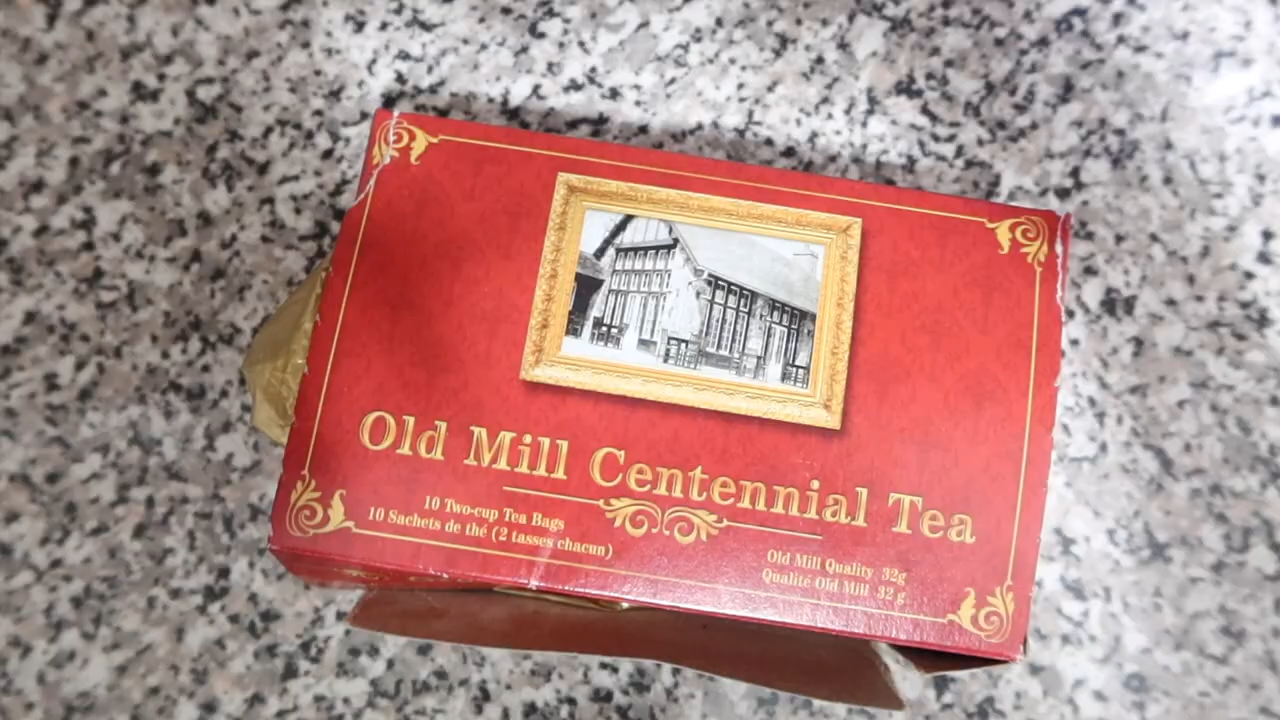 Old Mill Centennial Tea
10 Two-cup Tea Bags
10 Sachets de thé (2 tasses chacun)
Old Mill Quality 32g
Qualité Old Mill 32 g